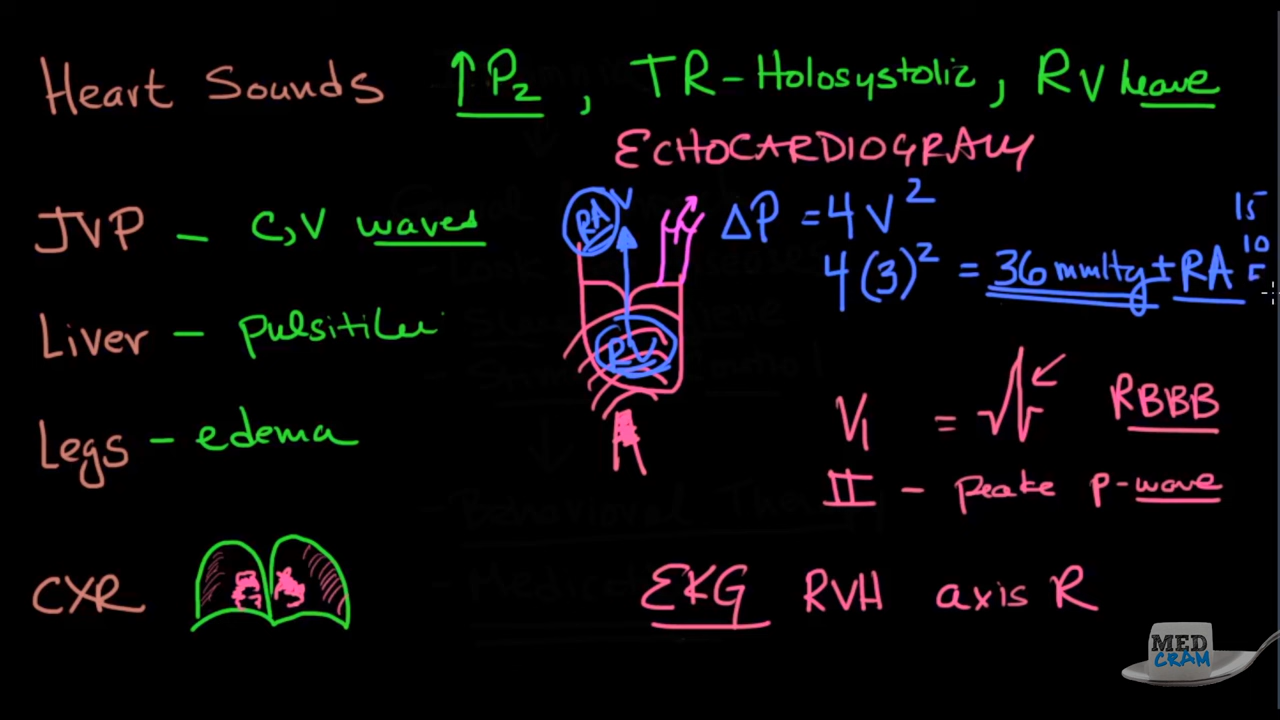 Heart Sounds ↑P2, TR-Holosystolic, RV heave
ECHOCARDIOGRAM
JVP - C,V waves
RA V ΔP = 4V²
15
4(3)² = 36 mmHg ± RA 10
5
Liver - pulsitile
RV
V1 = RBBB
Legs - edema
II - peake p-wave
CXR
EKG RVH axis R
MED
CRAM